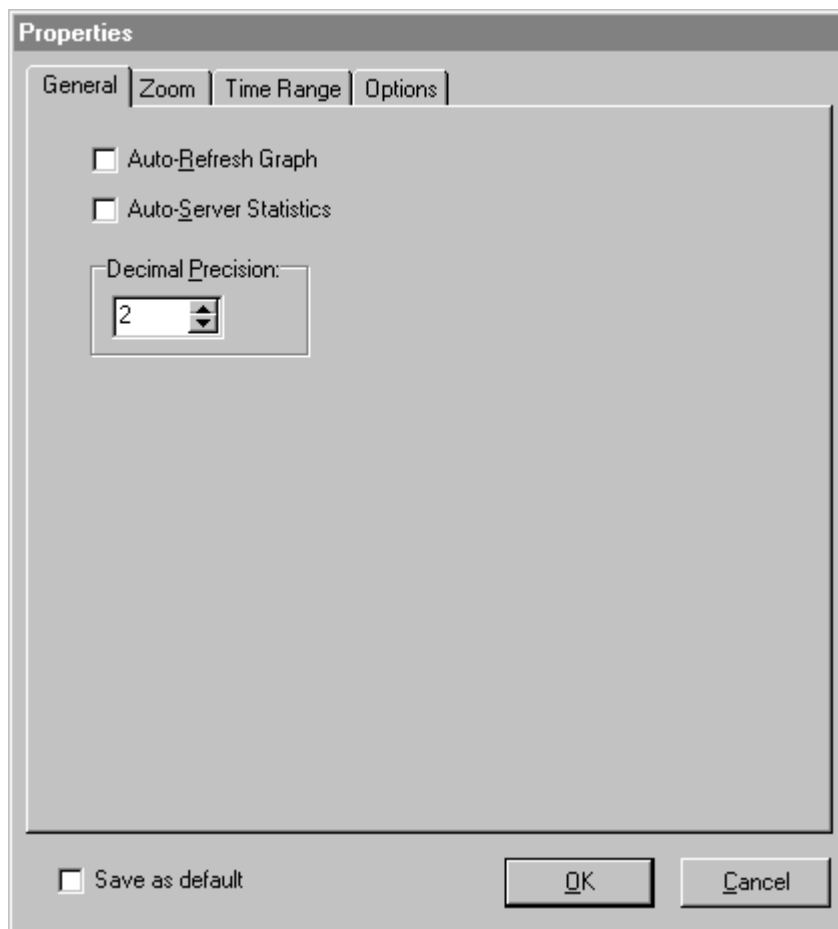 Properties
General Zoom Time Range Options
Auto-Refresh Graph
Auto-Server Statistics
Decimal Precision:
2
Save as default OK Cancel